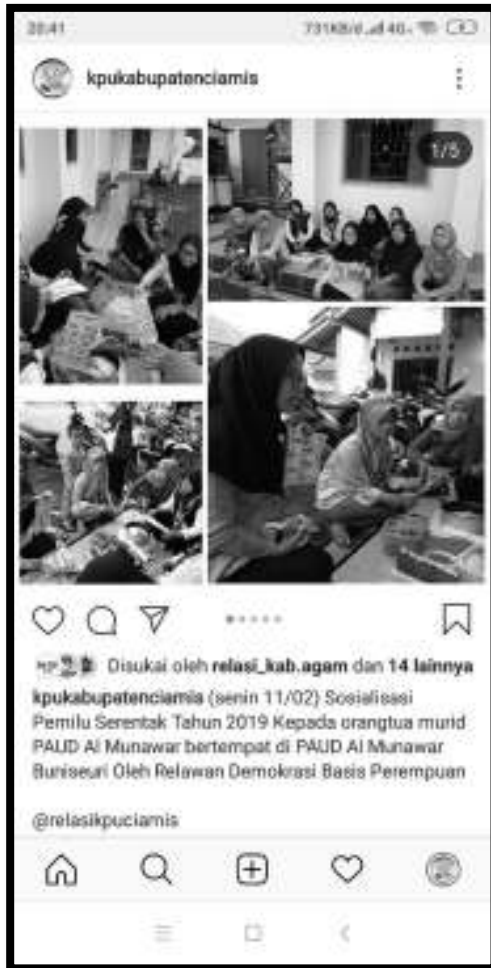 20:41
731KB/d 4G
kpukabupatenciamis
1/5
Disukai oleh relasi_kab.agam dan 14 lainnya
kpukabupatenciamis (senin 11/02) Sosialisasi
Pemilu Serentak Tahun 2019 Kepada orangtua murid
PAUD Al Munawar bertempat di PAUD Al Munawar
Buniseuri Oleh Relawan Demokrasi Basis Perempuan
@relasikpuciamis